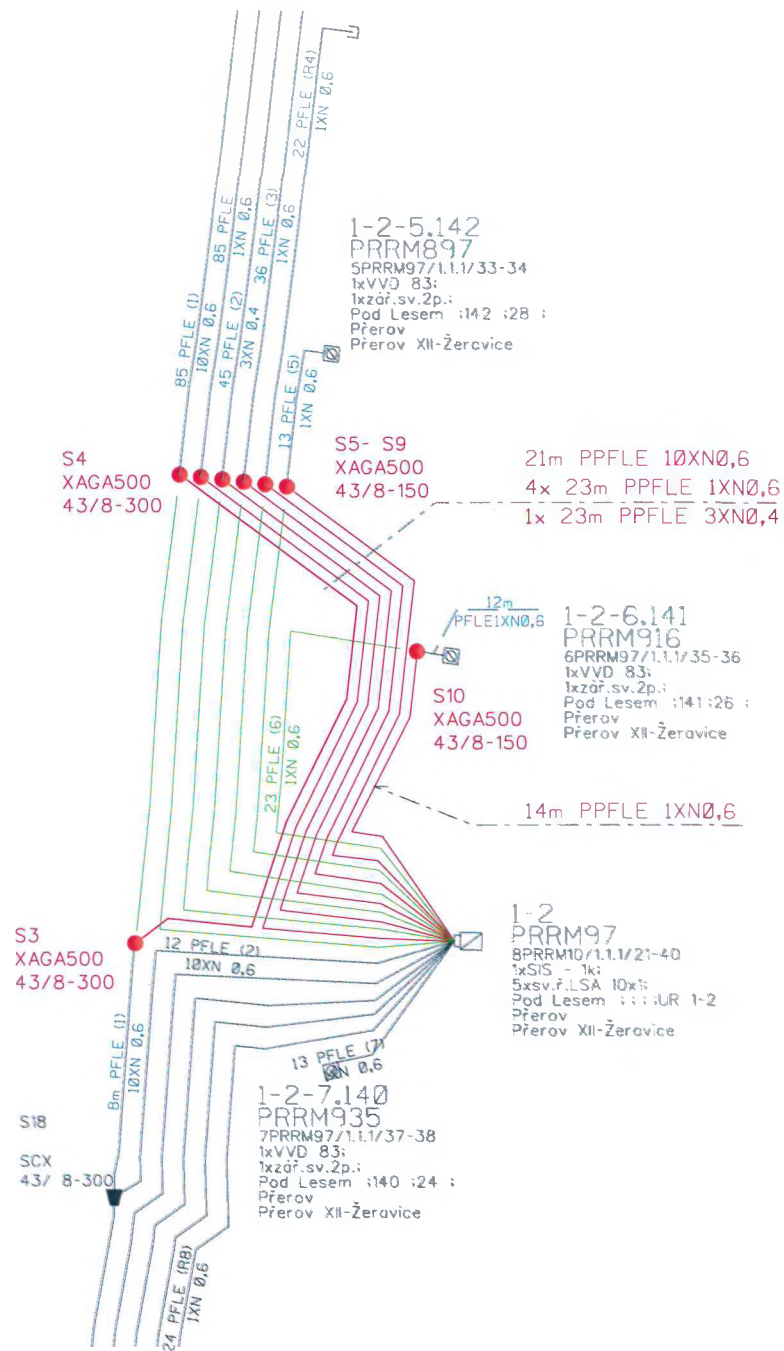 22 PFLE (R4)
1XN 0,6
36 PFLE (3)
1XN 0,6
85 PFLE
1XN 0,6
45 PFLE (2)
3XN 0,4
85 PFLE (1)
10XN 0,6
13 PFLE (5)
1XN 0,6
1-2-5.142
PRRM897
5PRRM97/1.1.1/33-34
1xVVD 83;
1xzář.sv.2p.;
Pod Lesem ;142 ;28 ;
Přerov
Přerov XII-Žeravice
S4
XAGA500
43/8-300
S5- S9
XAGA500
43/8-150
21m PPFLE 10XN0,6
4x 23m PPFLE 1XN0,6
1x 23m PPFLE 3XN0,4
12m
PFLE1XN0,6
1-2-6.141
PRRM916
6PRRM97/1.1.1/35-36
1xVVD 83;
1xzář.sv.2p.;
Pod Lesem ;141 ;26 ;
Přerov
Přerov XII-Žeravice
S10
XAGA500
43/8-150
23 PFLE (6)
1XN 0,6
14m PPFLE 1XN0,6
S3
XAGA500
43/8-300
12 PFLE (2)
10XN 0,6
1-2
PRRM97
8PRRM10/1.1.1/21-40
1xSIS - 1k;
5xsv.ř.LSA 10x1;
Pod Lesem ;;;;UR 1-2
Přerov
Přerov XII-Žeravice
8m PFLE (1)
10XN 0,6
13 PFLE (7)
1XN 0,6
1-2-7.140
PRRM935
7PRRM97/1.1.1/37-38
1xVVD 83;
1xzář.sv.2p.;
Pod Lesem ;140 ;24 ;
Přerov
Přerov XII-Žeravice
S18
SCX
43/ 8-300
24 PFLE (R8)
1XN 0,6